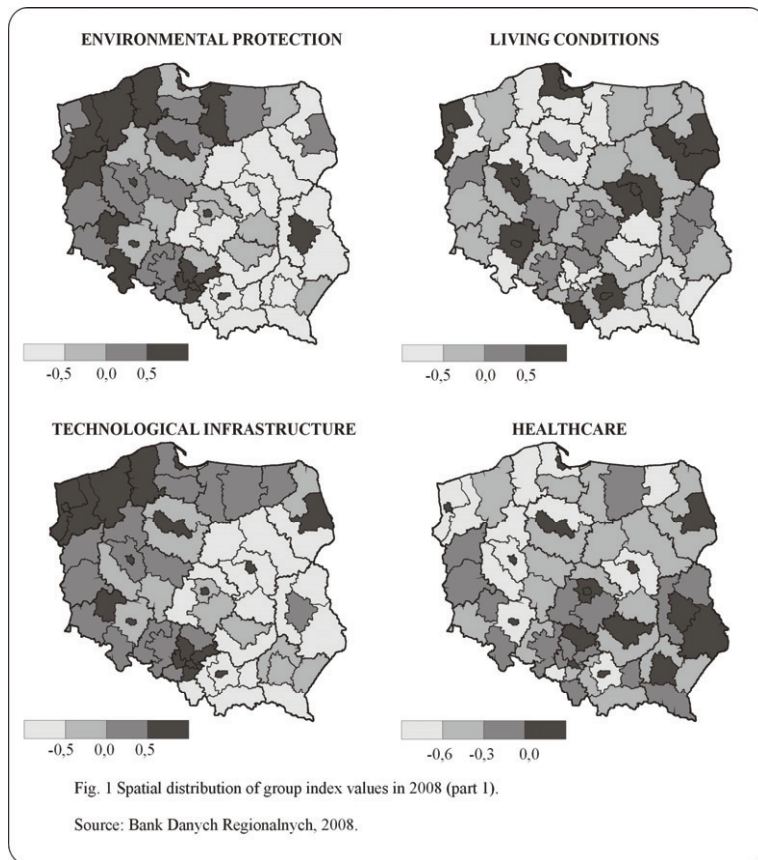 ENVIRONMENTAL PROTECTION
LIVING CONDITIONS
-0,5 0,0 0,5
-0,5 0,0 0,5
TECHNOLOGICAL INFRASTRUCTURE
HEALTHCARE
-0,5 0,0 0,5
-0,6 -0,3 0,0
Fig. 1 Spatial distribution of group index values in 2008 (part 1).
Source: Bank Danych Regionalnych, 2008.